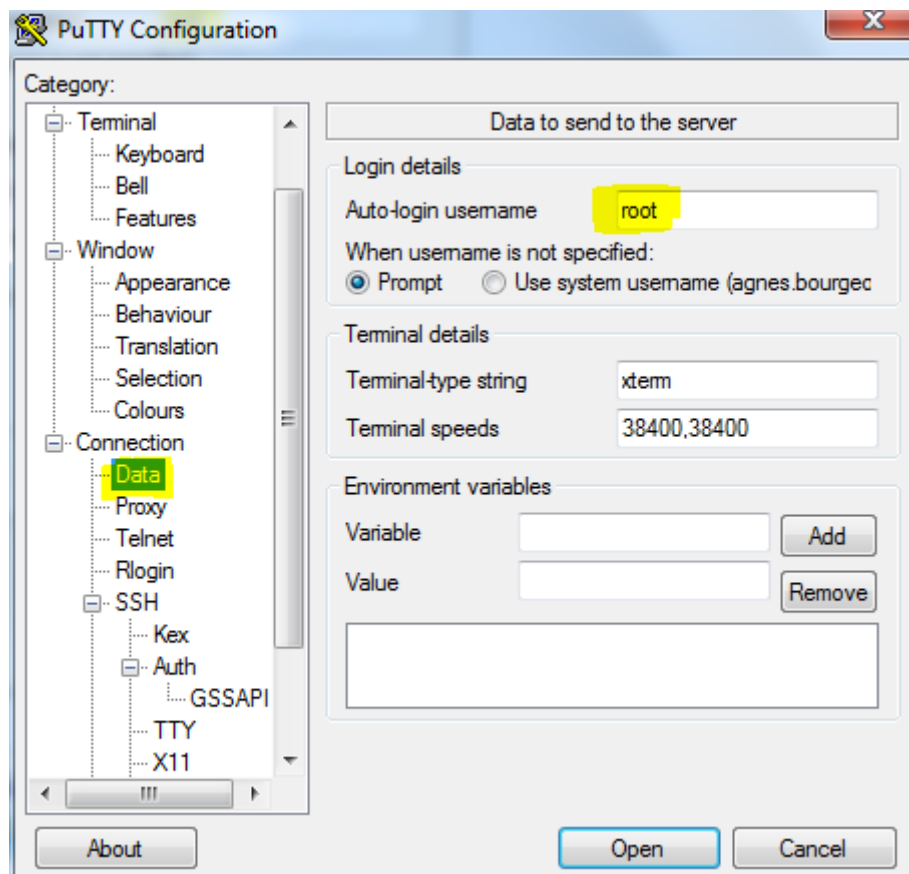 PuTTY Configuration
Category:
Terminal
Keyboard
Bell
Features
Window
Appearance
Behaviour
Translation
Selection
Colours
Connection
Data
Proxy
Telnet
Rlogin
SSH
Kex
Auth
GSSAPI
TTY
X11
About
Data to send to the server
Login details
Auto-login username root
When username is not specified:
Prompt Use system username (agnes.bourgec
Terminal details
Terminal-type string xterm
Terminal speeds 38400,38400
Environment variables
Variable Add
Value Remove
Open Cancel